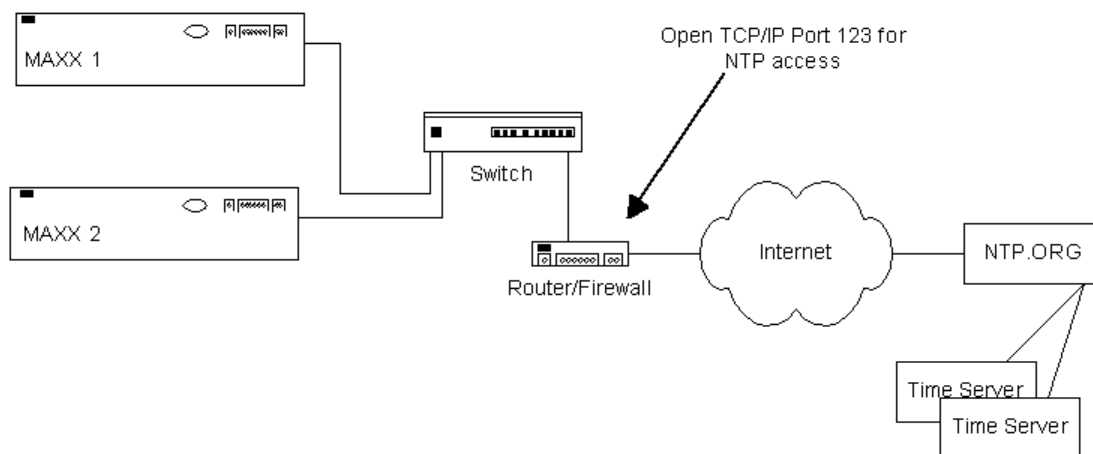 MAXX 1
Open TCP/IP Port 123 for
NTP access
Switch
MAXX 2
Internet
NTP.ORG
Router/Firewall
Time Server
Time Server